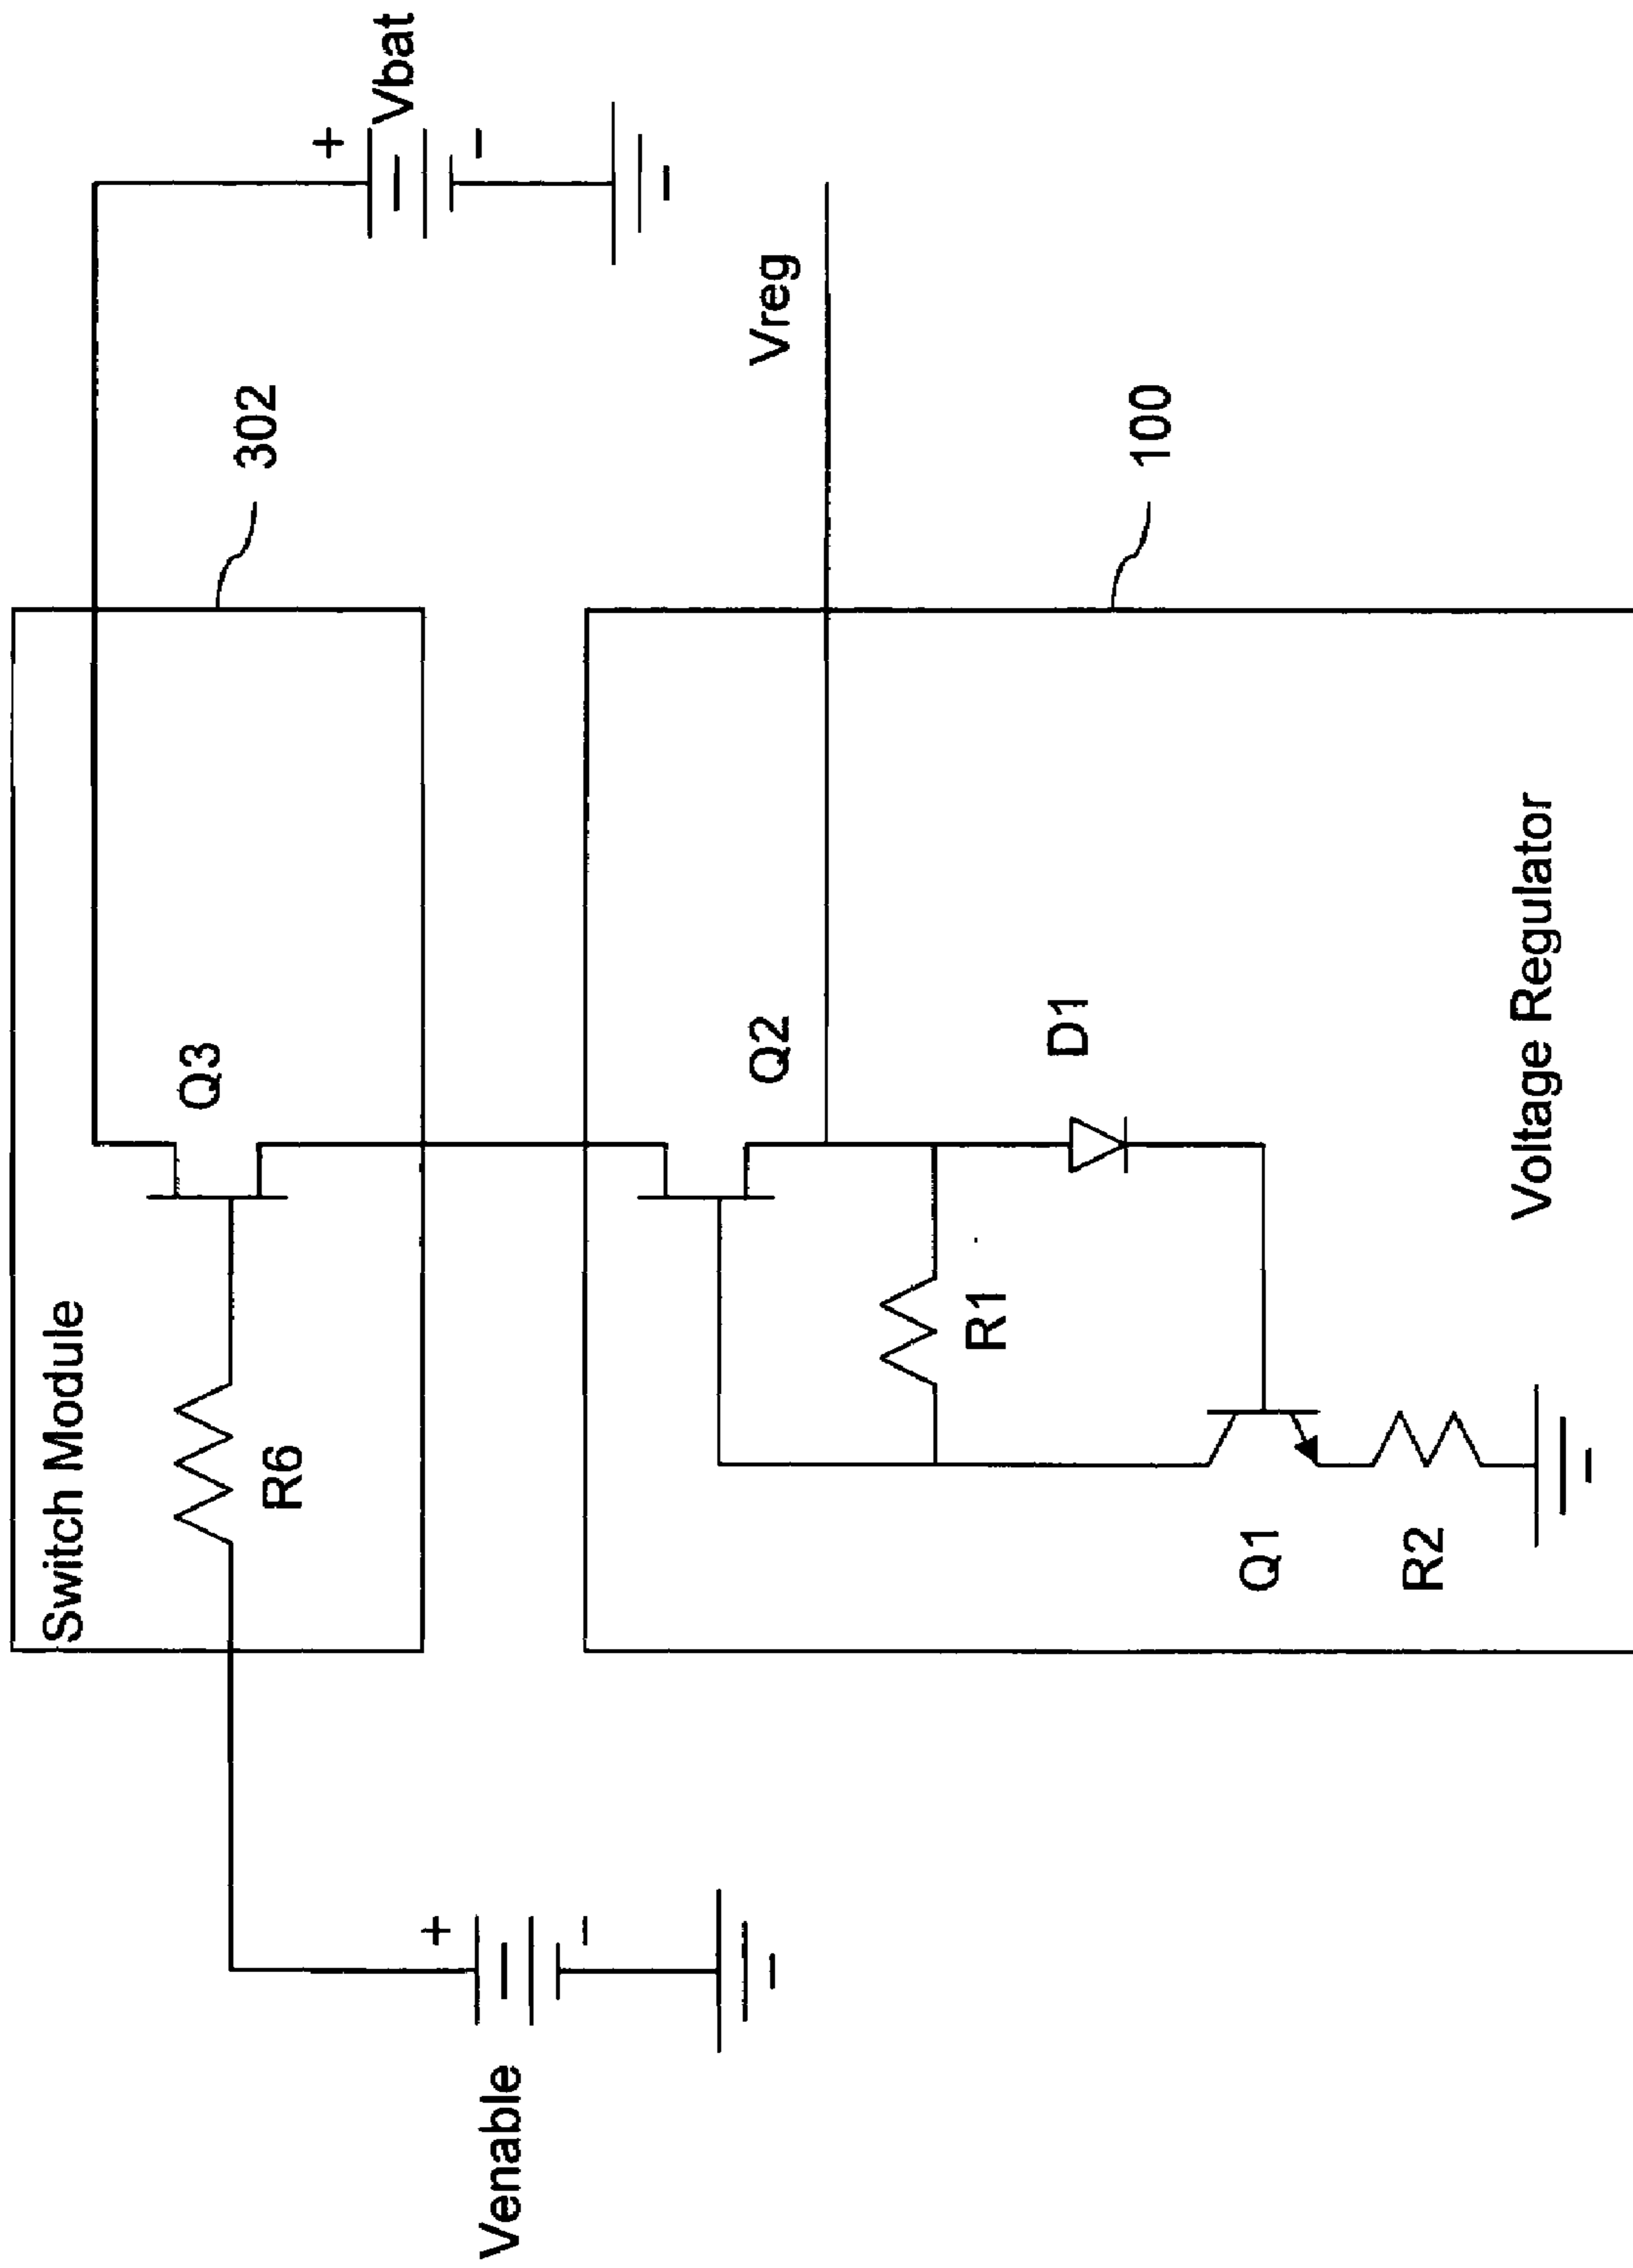 Switch Module
Q3
R6
302
+
Vbat
-
Venable
+
-
Vreg
Q2
R1
D1
100
Q1
R2
Voltage Regulator